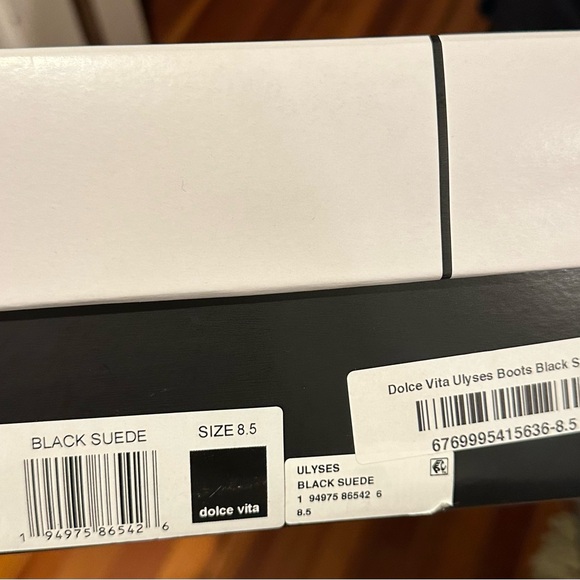 Dolce Vita Ulyses Boots Black S
6769995415636-8.5
BLACK SUEDE
SIZE 8.5
dolce vita
1 94975 86542 6
ULYSES
BLACK SUEDE
1 94975 86542 6
8.5